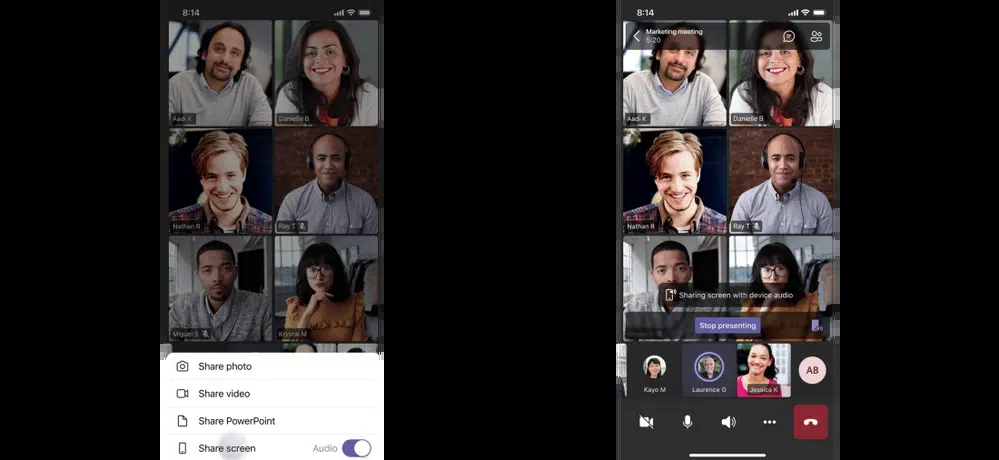 8:14
Aadi K
Danielle B
Nathan R
Ray T
Miguel S
Krystal M
Share photo
Share video
Share PowerPoint
Share screen
Audio
8:14
Marketing meeting
5:20
Aadi K
Danielle B
Nathan R
Ray T
Sharing screen with device audio
Stop presenting
Kayo M
Laurence G
Jessica K
AB